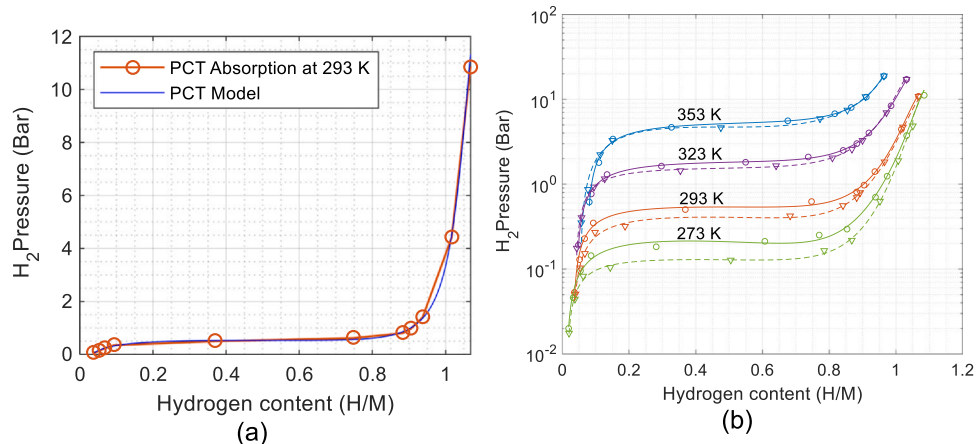 12
10
8
6
4
2
0
H2Pressure (Bar)
PCT Absorption at 293 K
PCT Model
0
0.2
0.4
0.6
0.8
1
Hydrogen content (H/M)
(a)
10^2
10^1
10^0
10^-1
10^-2
H2Pressure (Bar)
353 K
323 K
293 K
273 K
0
0.2
0.4
0.6
0.8
1
1.2
Hydrogen content (H/M)
(b)